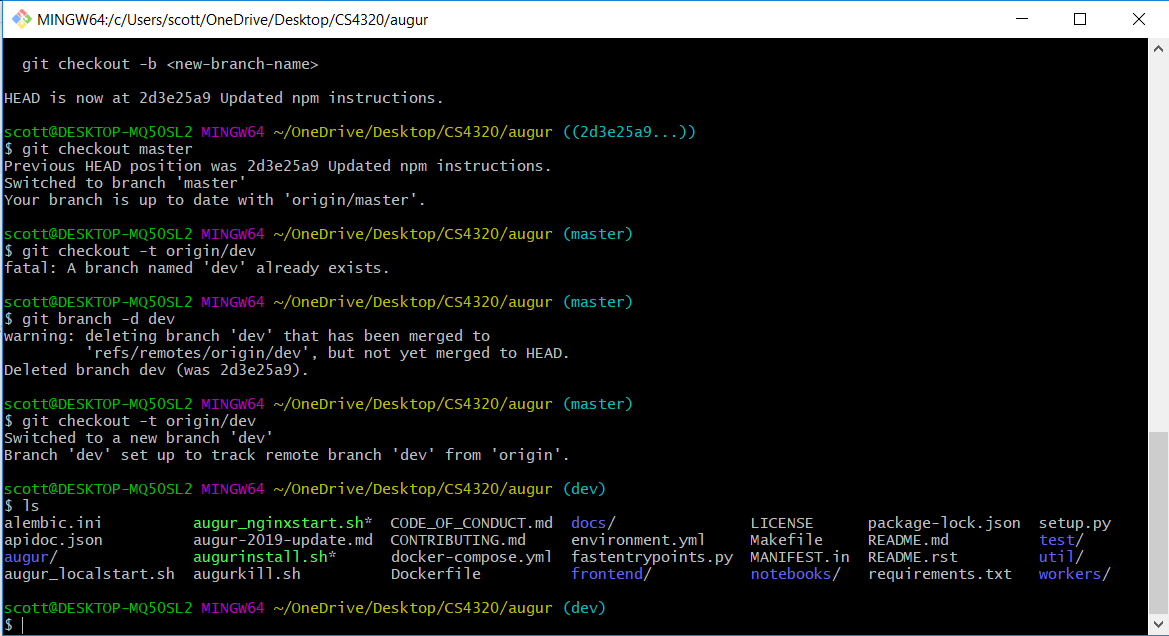 MINGW64:/c/Users/scott/OneDrive/Desktop/CS4320/augur
git checkout -b <new-branch-name>
HEAD is now at 2d3e25a9 Updated npm instructions.
scott@DESKTOP-MQ5OSL2 MINGW64 ~/OneDrive/Desktop/CS4320/augur ((2d3e25a9...))
$ git checkout master
Previous HEAD position was 2d3e25a9 Updated npm instructions.
Switched to branch 'master'
Your branch is up to date with 'origin/master'.
scott@DESKTOP-MQ5OSL2 MINGW64 ~/OneDrive/Desktop/CS4320/augur (master)
$ git checkout -t origin/dev
fatal: A branch named 'dev' already exists.
scott@DESKTOP-MQ5OSL2 MINGW64 ~/OneDrive/Desktop/CS4320/augur (master)
$ git branch -d dev
warning: deleting branch 'dev' that has been merged to
'refs/remotes/origin/dev', but not yet merged to HEAD.
Deleted branch dev (was 2d3e25a9).
scott@DESKTOP-MQ5OSL2 MINGW64 ~/OneDrive/Desktop/CS4320/augur (master)
$ git checkout -t origin/dev
Switched to a new branch 'dev'
Branch 'dev' set up to track remote branch 'dev' from 'origin'.
scott@DESKTOP-MQ5OSL2 MINGW64 ~/OneDrive/Desktop/CS4320/augur (dev)
$ ls
alembic.ini augur_nginxstart.sh* CODE_OF_CONDUCT.md docs/ LICENSE package-lock.json setup.py
apidoc.json augur-2019-update.md CONTRIBUTING.md environment.yml Makefile README.md test/
augur/ augurinstall.sh* docker-compose.yml fastentrypoints.py MANIFEST.in README.rst util/
augur_localstart.sh augurkill.sh Dockerfile frontend/ notebooks/ requirements.txt workers/
scott@DESKTOP-MQ5OSL2 MINGW64 ~/OneDrive/Desktop/CS4320/augur (dev)
$